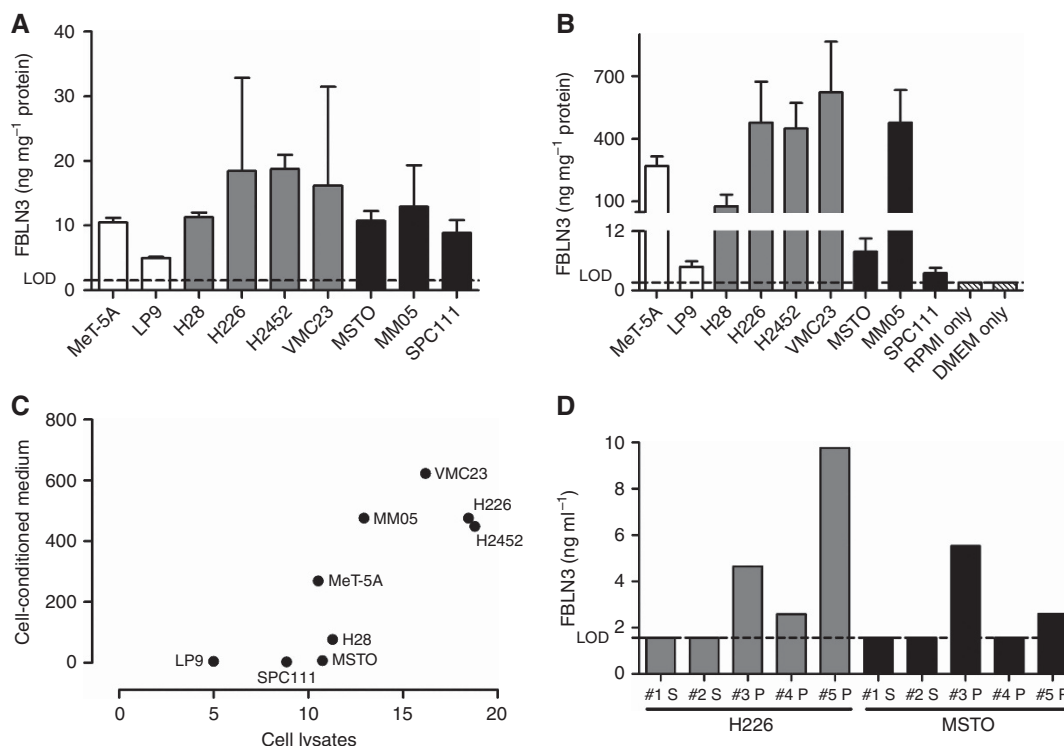 A
FBLN3 (ng mg⁻¹ protein)
40
30
20
10
0
LOD
MeT-5A
LP9
H28
H226
H2452
VMC23
MSTO
MM05
SPC111
B
FBLN3 (ng mg⁻¹ protein)
700
400
100
12
0
LOD
MeT-5A
LP9
H28
H226
H2452
VMC23
MSTO
MM05
SPC111
RPMI only
DMEM only
C
Cell-conditioned medium
800
600
400
200
0
VMC23
H226
MM05
H2452
MeT-5A
H28
LP9
MSTO
SPC111
0
5
10
15
20
Cell lysates
D
FBLN3 (ng ml⁻¹)
10
8
6
4
2
0
LOD
#1 S
#2 S
#3 P
#4 P
#5 P
#1 S
#2 S
#3 P
#4 P
#5 P
H226
MSTO